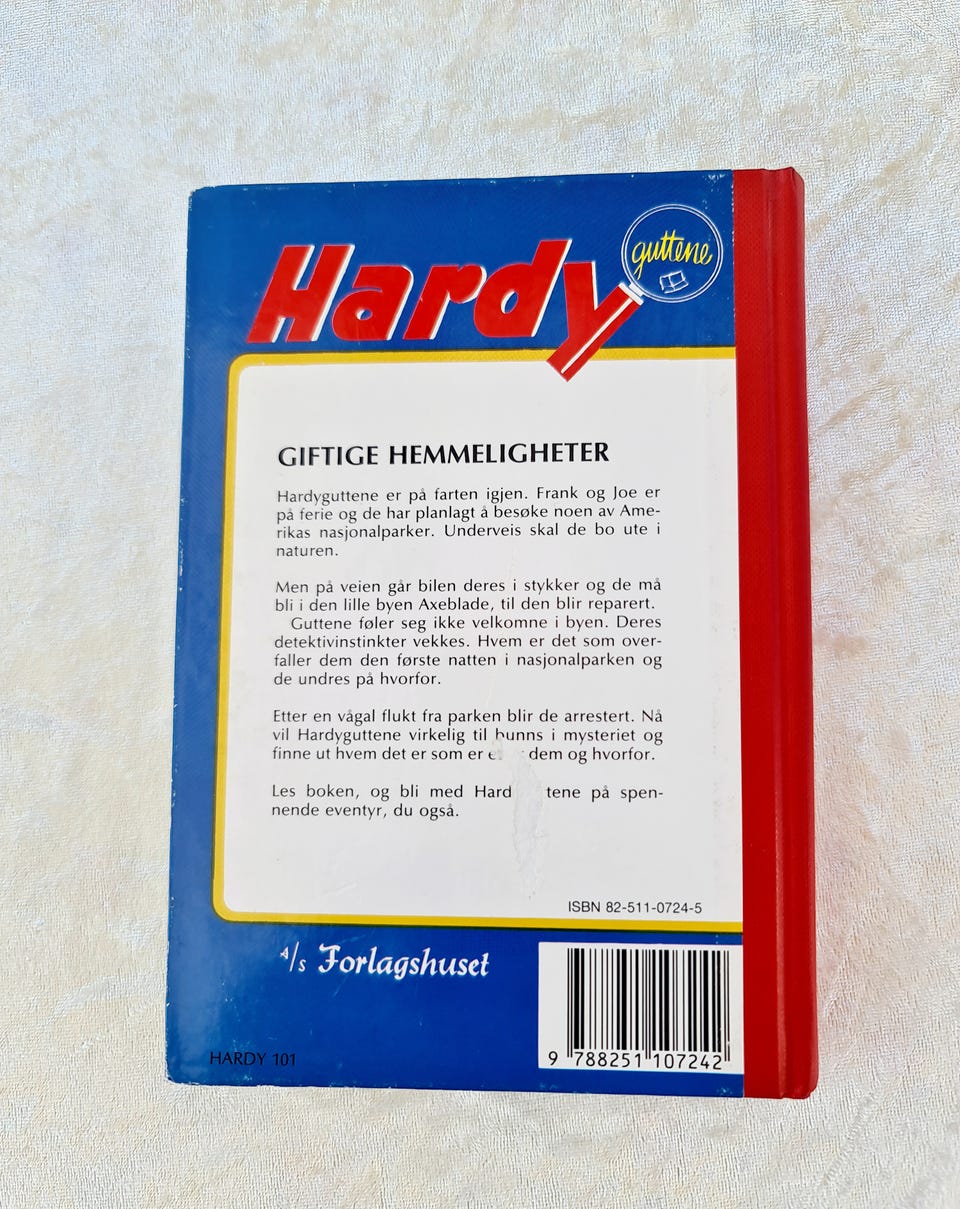 Hardy
guttene
GIFTIGE HEMMELIGHETER
Hardyguttene er på farten igjen. Frank og Joe er
på ferie og de har planlagt å besøke noen av Ame-
rikas nasjonalparker. Underveis skal de bo ute i
naturen.
Men på veien går bilen deres i stykker og de må
bli i den lille byen Axeblade, til den blir reparert.
Guttene føler seg ikke velkomne i byen. Deres
detektivinstinkter vekkes. Hvem er det som over-
faller dem den første natten i nasjonalparken og
de undres på hvorfor.
Etter en vågal flukt fra parken blir de arrestert. Nå
vil Hardyguttene virkelig til bunns i mysteriet og
finne ut hvem det er som er dem og hvorfor.
Les boken, og bli med Hard tene på spen-
nende eventyr, du også.
ISBN 82-511-0724-5
A/S Forlagshuset
9 788251 107242
HARDY 101